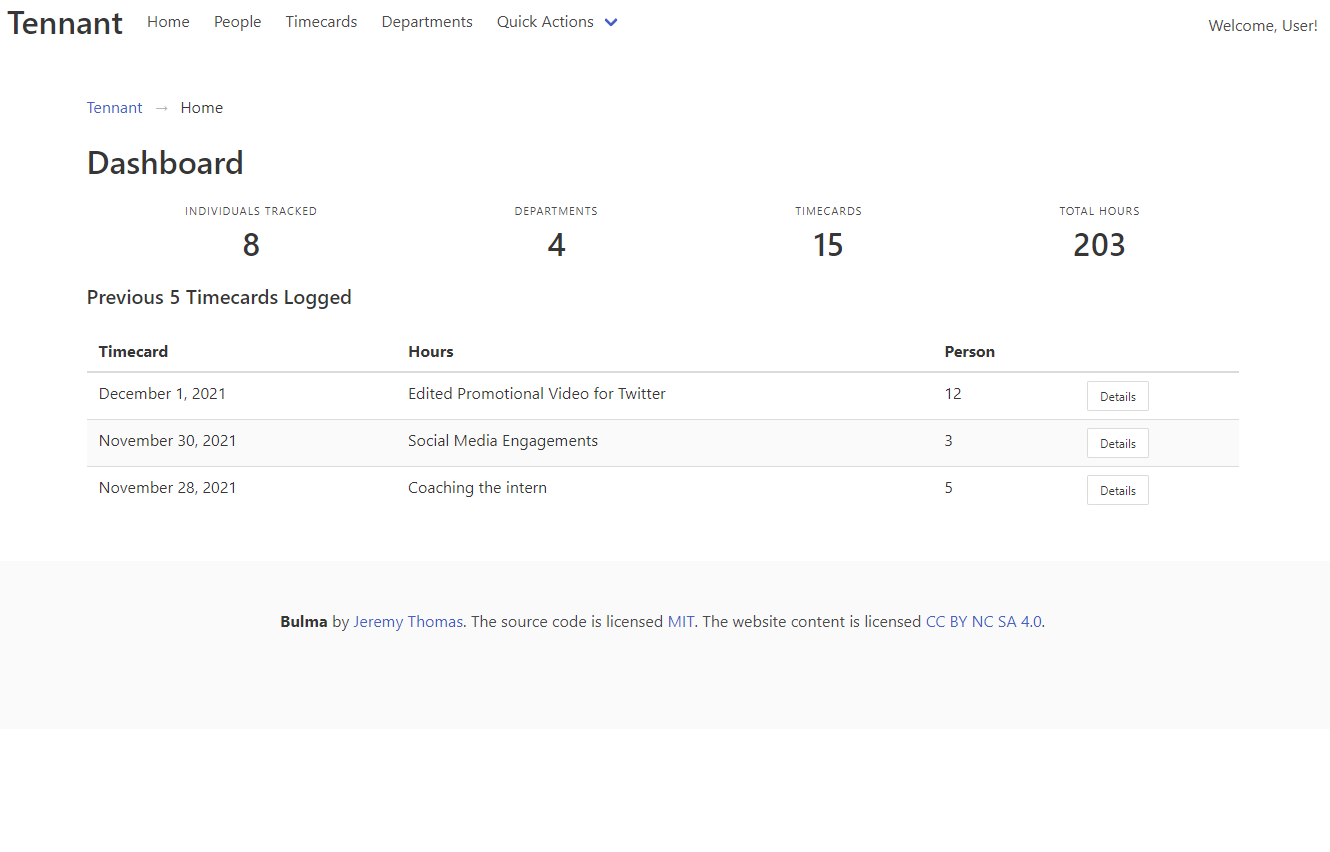 Tennant Home People Timecards Departments Quick Actions Welcome, User!
Tennant → Home
Dashboard
INDIVIDUALS TRACKED DEPARTMENTS TIMECARDS TOTAL HOURS
8 4 15 203
Previous 5 Timecards Logged
Timecard Hours Person
December 1, 2021 Edited Promotional Video for Twitter 12 Details
November 30, 2021 Social Media Engagements 3 Details
November 28, 2021 Coaching the intern 5 Details
Bulma by Jeremy Thomas. The source code is licensed MIT. The website content is licensed CC BY NC SA 4.0.